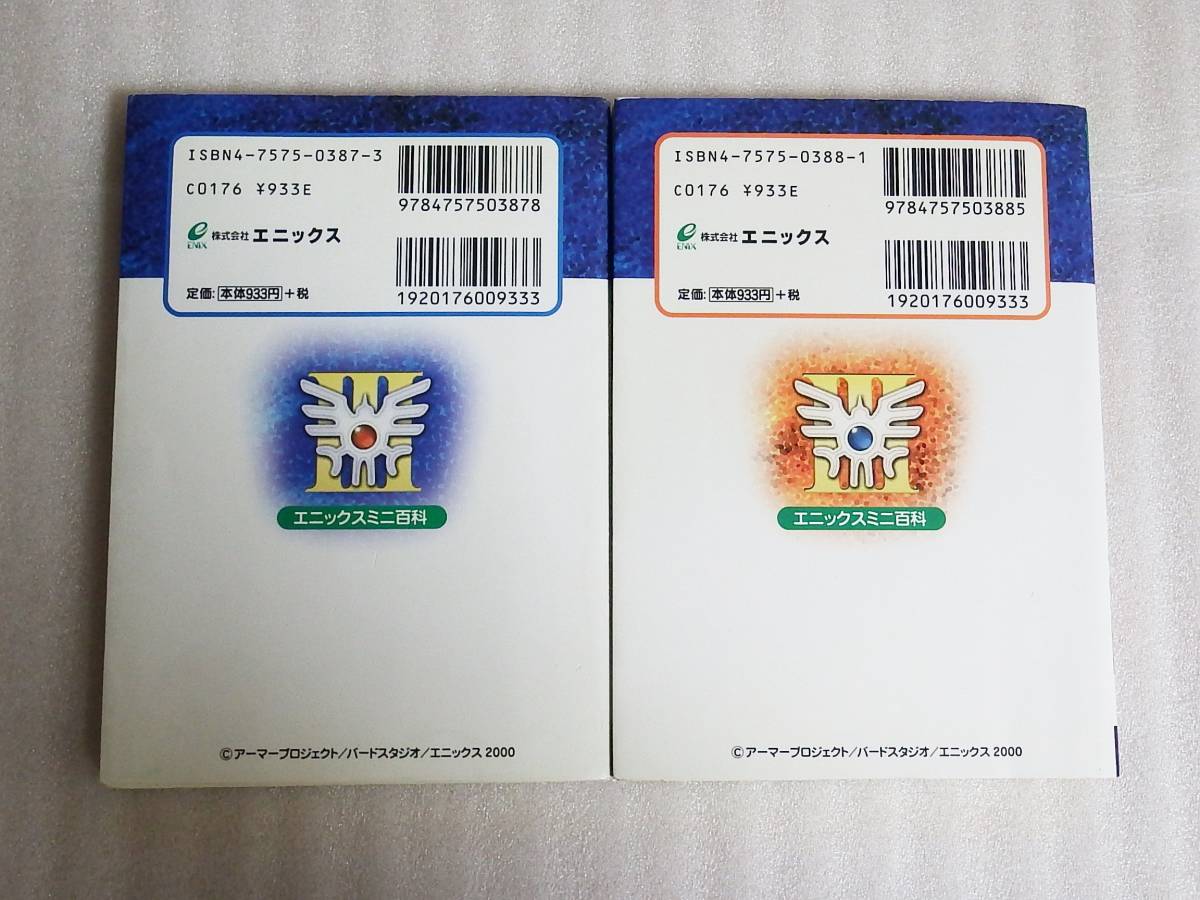 ISBN4-7575-0387-3
C0176 ¥933E
9784757503878
ENIX 株式会社 エニックス
定価: 本体933円 +税
1920176009333
III
エニックスミニ百科
©アーマープロジェクト/バードスタジオ/エニックス 2000
ISBN4-7575-0388-1
C0176 ¥933E
9784757503885
ENIX 株式会社 エニックス
定価: 本体933円 +税
1920176009333
III
エニックスミニ百科
©アーマープロジェクト/バードスタジオ/エニックス 2000